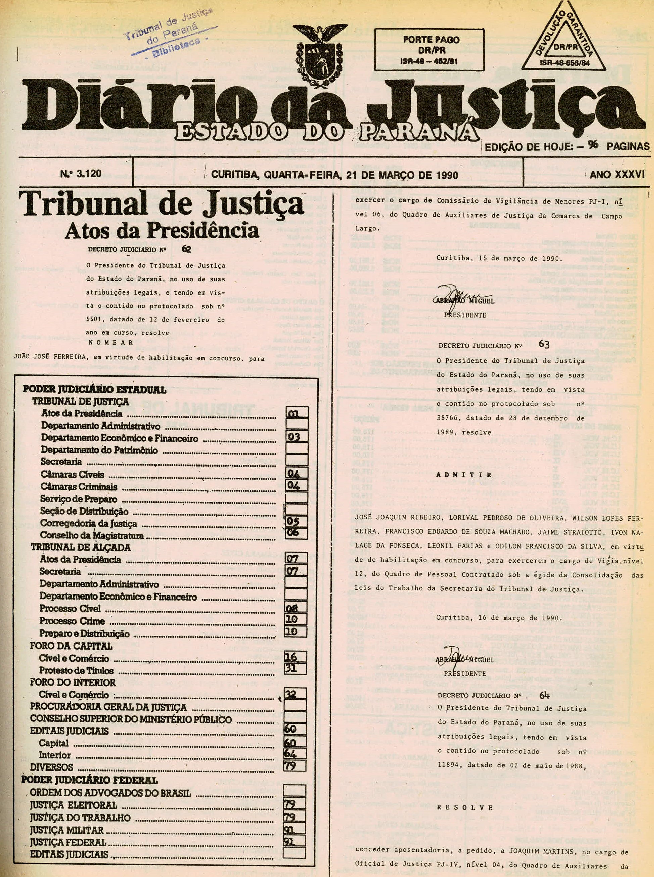 Tribunal de Justiça
do Paraná
- Biblioteca -
PORTE PAGO
DR/PR
ISR-48-452/81
DEVOLUÇÃO
GARANTIDA
DR/PR
ISR-48-656/84
Diário da Justiça
ESTADO DO PARANÁ
EDIÇÃO DE HOJE: - 96 PAGINAS
N.º 3.120
CURITIBA, QUARTA-FEIRA, 21 DE MARÇO DE 1990
ANO XXXVI
Tribunal de Justiça
Atos da Presidência
DECRETO JUDICIÁRIO Nº 62
O Presidente do Tribunal de Justiça
do Estado do Paraná, no uso de suas
atribuições legais, e tendo em vis-
ta o contido no protocolado sob nº
5501, datado de 12 de fevereiro do
ano em curso, resolve
N O M E A R
JOÃO JOSÉ FERREIRA, em virtude de habilitação em concurso, para
PODER JUDICIÁRIO ESTADUAL
TRIBUNAL DE JUSTIÇA
Atos da Presidência 01
Departamento Administrativo
Departamento Econômico e Financeiro 03
Departamento do Patrimônio
Secretaria
Câmaras Cíveis 04
Câmaras Criminais 04
Serviço de Preparo
Seção de Distribuição
Corregedoria da Justiça 05
Conselho da Magistratura 06
TRIBUNAL DE ALÇADA
Atos da Presidência 07
Secretaria 07
Departamento Administrativo
Departamento Econômico e Financeiro
Processo Cível 08
Processo Crime 10
Preparo e Distribuição 10
FORO DA CAPITAL
Cível e Comércio 16
Protesto de Títulos 31
FORO DO INTERIOR
Cível e Comércio 32
PROCURADORIA GERAL DA JUSTIÇA
CONSELHO SUPERIOR DO MINISTÉRIO PÚBLICO
EDITAIS JUDICIAIS 60
Capital 60
Interior 64
DIVERSOS 79
PODER JUDICIÁRIO FEDERAL
ORDEM DOS ADVOGADOS DO BRASIL
JUSTIÇA ELEITORAL 79
JUSTIÇA DO TRABALHO 79
JUSTIÇA MILITAR 91
JUSTIÇA FEDERAL 91
EDITAIS JUDICIAIS
exercer o cargo de Comissário de Vigilância de Menores PJ-I, ní
vel 06, do Quadro de Auxiliares de Justiça da Comarca de Campo
Largo.
Curitiba, 15 de março de 1990.
MIGUEL
PRESIDENTE
DECRETO JUDICIÁRIO Nº 63
O Presidente do Tribunal de Justiça
do Estado do Paraná, no uso de suas
atribuições legais, tendo em vista
o contido no protocolado sob nº
35766, datado de 28 de dezembro de
1989, resolve
A D M I T I R
JOSÉ JOAQUIM RIBEIRO, LORIVAL PEDROSO DE OLIVEIRA, WILSON LOPES FER-
REIRA, FRANCISCO EDUARDO DE SOUZA MACHADO, JAIME STRAIOTTI, IVON NA-
LAGE DA FONSECA, LEONIL FARIAS e ODILON FRANCISCO DA SILVA, em virtu
de de habilitação em concurso, para exercerem o cargo de Vigia, nível
12, do Quadro de Pessoal Contratado sob a égide da Consolidação das
Leis do Trabalho da Secretaria do Tribunal de Justiça.
Curitiba, 16 de março de 1990.
MIGUEL
PRESIDENTE
DECRETO JUDICIÁRIO Nº 64
O Presidente do Tribunal de Justiça
do Estado do Paraná, no uso de suas
atribuições legais, tendo em vista
o contido no protocolado sob nº
11894, datado de 07 de maio de 1988,
R E S O L V E
conceder aposentadoria, a pedido, a JOAQUIM MARTINS, no cargo de
Oficial de Justiça PJ-IV, nível 04, do Quadro de Auxiliares da